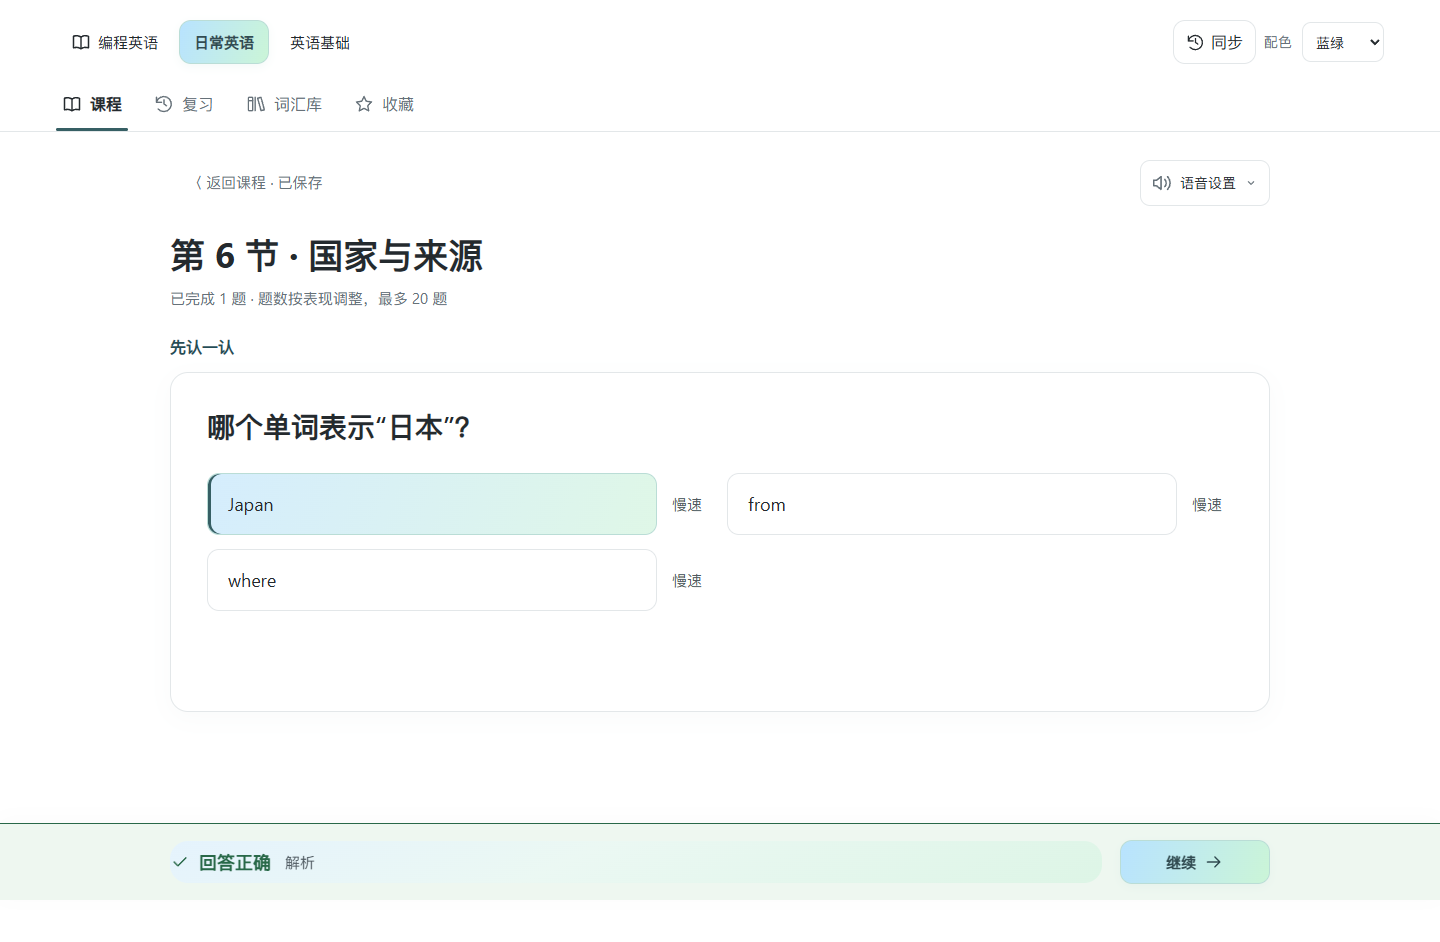 编程英语 日常英语 英语基础 同步 配色 蓝绿
课程 复习 词汇库 收藏
〈 返回课程 · 已保存 语音设置
第 6 节 · 国家与来源
已完成 1 题 · 题数按表现调整，最多 20 题
先认一认
哪个单词表示“日本”？
Japan 慢速 from 慢速
where 慢速
回答正确 解析 继续 →